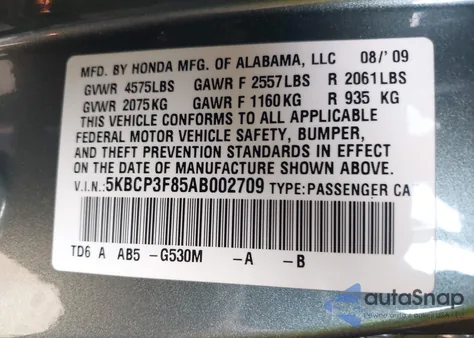 MFD. BY HONDA MFG. OF ALABAMA, LLC 08/'09
GVWR 4575LBS GAWR F 2557LBS R 2061LBS
GVWR 2075KG GAWR F 1160KG R 935 KG
THIS VEHICLE CONFORMS TO ALL APPLICABLE
FEDERAL MOTOR VEHICLE SAFETY, BUMPER,
AND THEFT PREVENTION STANDARDS IN EFFECT
ON THE DATE OF MANUFACTURE SHOWN ABOVE.
V.I.N:5KBCP3F85AB002709 TYPE:PASSENGER CA
TD6 A AB5 -G530M -A -B
autoSnap